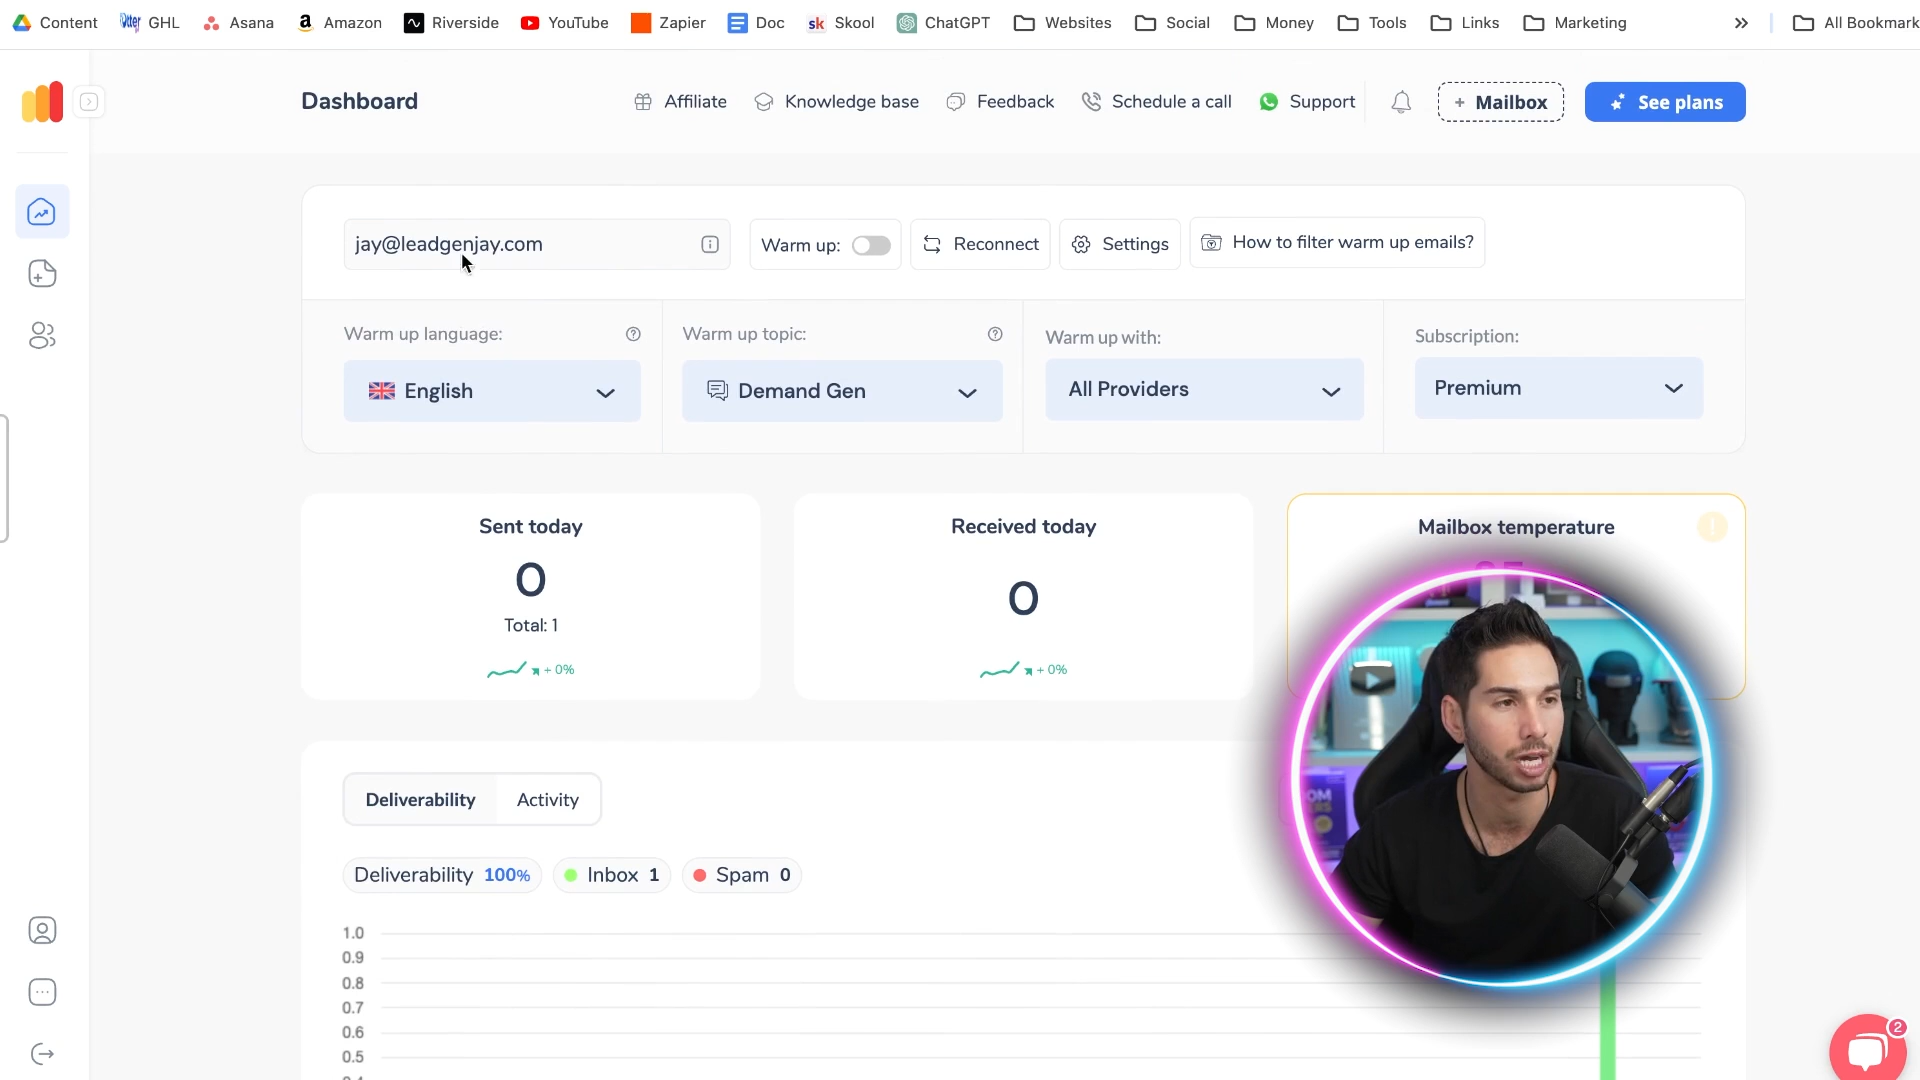 Content GHL Asana Amazon Riverside YouTube Zapier Doc Skool ChatGPT Websites Social Money Tools Links Marketing » All Bookmark
Dashboard Affiliate Knowledge base Feedback Schedule a call Support + Mailbox See plans
jay@leadgenjay.com Warm up: Reconnect Settings How to filter warm up emails?
Warm up language: Warm up topic: Warm up with: Subscription:
English Demand Gen All Providers Premium
Sent today Received today Mailbox temperature
0 0
Total: 1
+ 0% + 0%
Deliverability Activity
Deliverability 100% Inbox 1 Spam 0
1.0
0.9
0.8
0.7
0.6
0.5
2